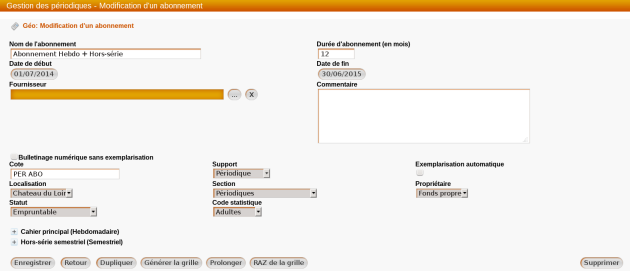 Gestion des périodiques - Modification d'un abonnement
Géo: Modification d'un abonnement
Nom de l'abonnement
Abonnement Hebdo + Hors-série
Durée d'abonnement (en mois)
12
Date de début
01/07/2014
Date de fin
30/06/2015
Fournisseur
... X
Commentaire
Bulletinage numérique sans exemplarisation
Cote
PER ABO
Support
Périodique
Exemplarisation automatique
Localisation
Chateau du Loir
Section
Périodiques
Propriétaire
Fonds propre
Statut
Empruntable
Code statistique
Adultes
Cahier principal (Hebdomadaire)
Hors-série semestriel (Semestriel)
Enregistrer Retour Dupliquer Générer la grille Prolonger RAZ de la grille Supprimer